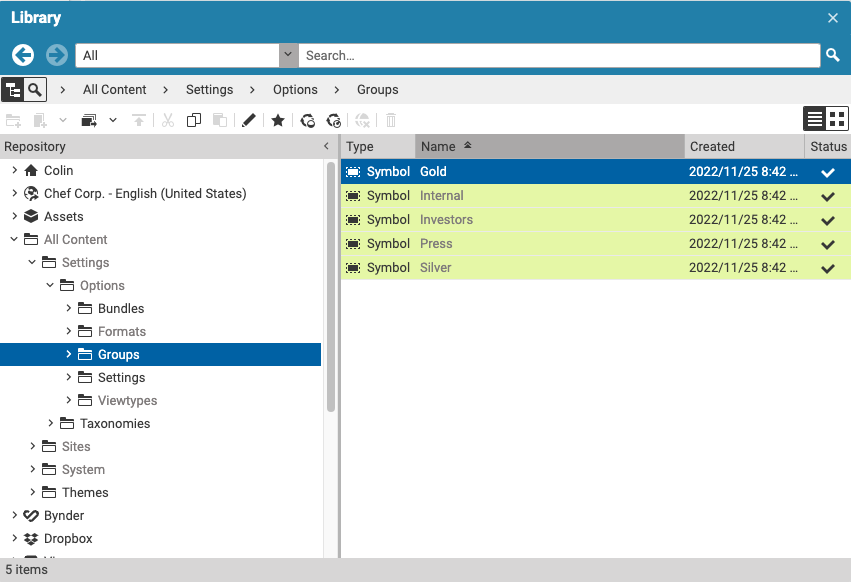 Library
All
Search...
All Content
Settings
Options
Groups
Repository
Type
Name
Created
Status
Colin
Chef Corp. - English (United States)
Assets
All Content
Settings
Options
Bundles
Formats
Groups
Settings
Viewtypes
Taxonomies
Sites
System
Themes
Bynder
Dropbox
Symbol Gold 2022/11/25 8:42 ...
Symbol Internal 2022/11/25 8:42 ...
Symbol Investors 2022/11/25 8:42 ...
Symbol Press 2022/11/25 8:42 ...
Symbol Silver 2022/11/25 8:42 ...
5 items